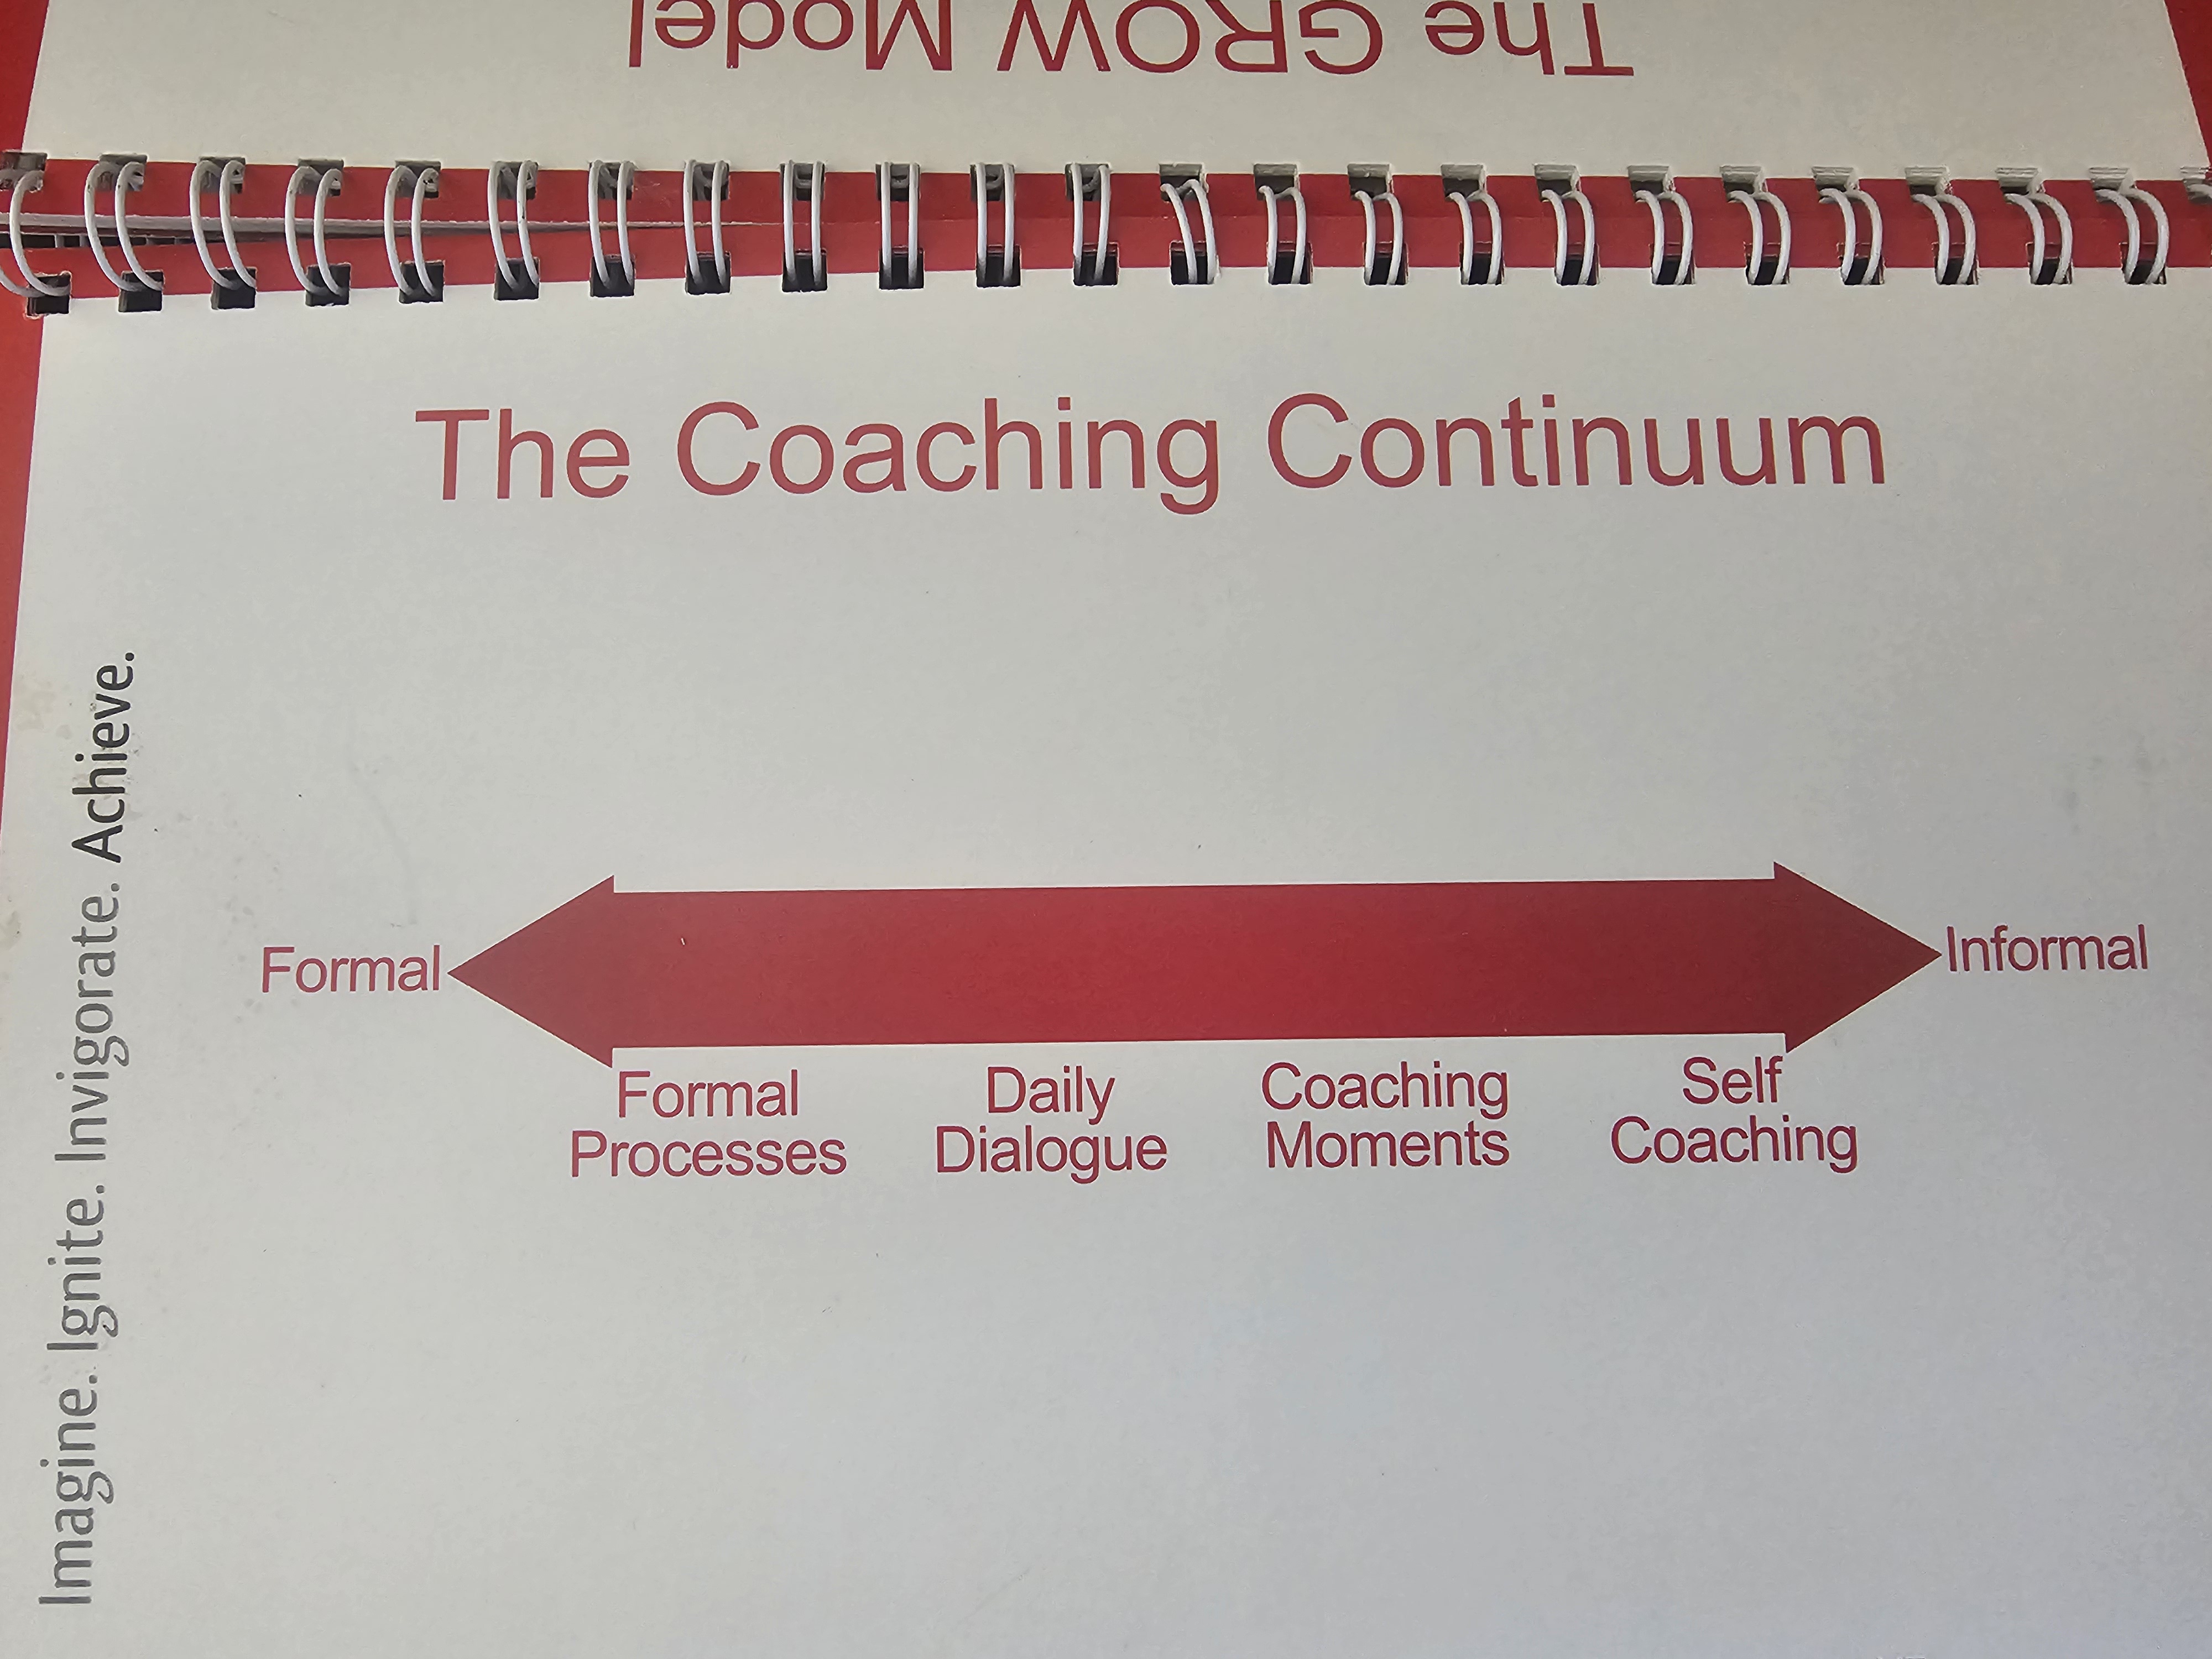 Imagine. Ignite. Invigorate. Achieve.
The Coaching Continuum
Formal
Informal
Formal
Processes
Daily
Dialogue
Coaching
Moments
Self
Coaching
The GROW Model